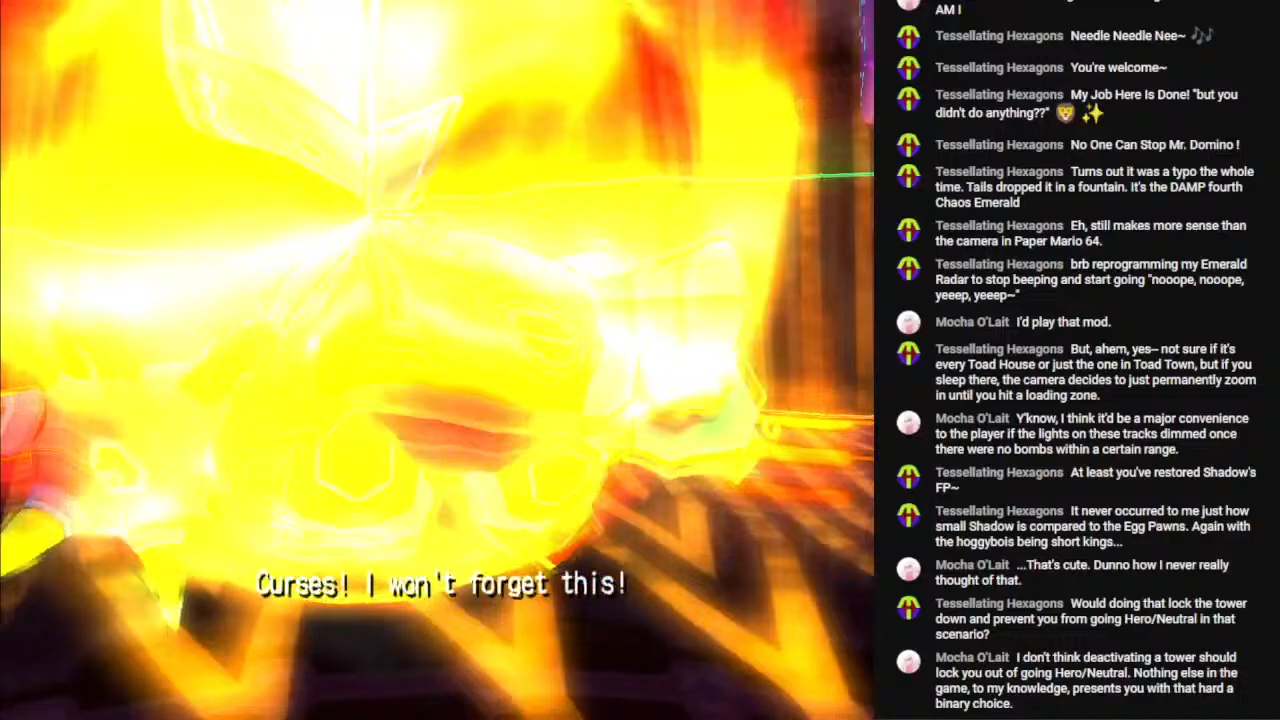 AM I
Tessellating Hexagons Needle Needle Nee~ 🎶
Tessellating Hexagons You're welcome~
Tessellating Hexagons My Job Here Is Done! "but you
didn't do anything??" 🦁 ✨
Tessellating Hexagons No One Can Stop Mr. Domino !
Tessellating Hexagons Turns out it was a typo the whole
time. Tails dropped it in a fountain. It's the DAMP fourth
Chaos Emerald
Tessellating Hexagons Eh, still makes more sense than
the camera in Paper Mario 64.
Tessellating Hexagons brb reprogramming my Emerald
Radar to stop beeping and start going "nooope, nooope,
yeeep, yeeep~"
Mocha O'Lait I'd play that mod.
Tessellating Hexagons But, ahem, yes-- not sure if it's
every Toad House or just the one in Toad Town, but if you
sleep there, the camera decides to just permanently zoom
in until you hit a loading zone.
Mocha O'Lait Y'know, I think it'd be a major convenience
to the player if the lights on these tracks dimmed once
there were no bombs within a certain range.
Tessellating Hexagons At least you've restored Shadow's
FP~
Tessellating Hexagons It never occurred to me just how
small Shadow is compared to the Egg Pawns. Again with
the hoggybois being short kings...
Mocha O'Lait ...That's cute. Dunno how I never really
thought of that.
Tessellating Hexagons Would doing that lock the tower
down and prevent you from going Hero/Neutral in that
scenario?
Mocha O'Lait I don't think deactivating a tower should
lock you out of going Hero/Neutral. Nothing else in the
game, to my knowledge, presents you with that hard a
binary choice.
Curses! I won't forget this!